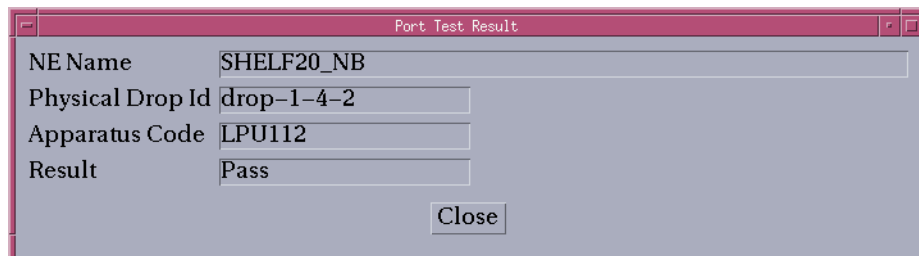 Port Test Result
NE Name SHELF20_NB
Physical Drop Id drop–1–4–2
Apparatus Code LPU112
Result Pass
Close